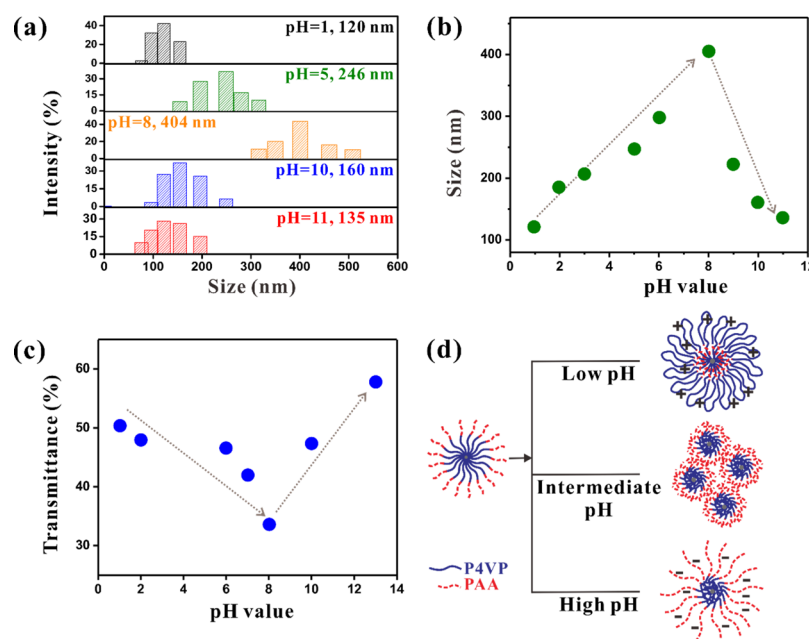 (a)
40
20
0
pH=1, 120 nm
30
15
0
pH=5, 246 nm
40
20
0
pH=8, 404 nm
30
15
0
pH=10, 160 nm
30
15
0
pH=11, 135 nm
Intensity (%)
0 100 200 300 400 500 600
Size (nm)
(b)
400
300
200
100
Size (nm)
0 2 4 6 8 10 12
pH value
(c)
60
50
40
30
Transmittance (%)
0 2 4 6 8 10 12 14
pH value
(d)
+ + + + + + + + +
Low pH
Intermediate
pH
P4VP
PAA
High pH
- - - - - - - - -